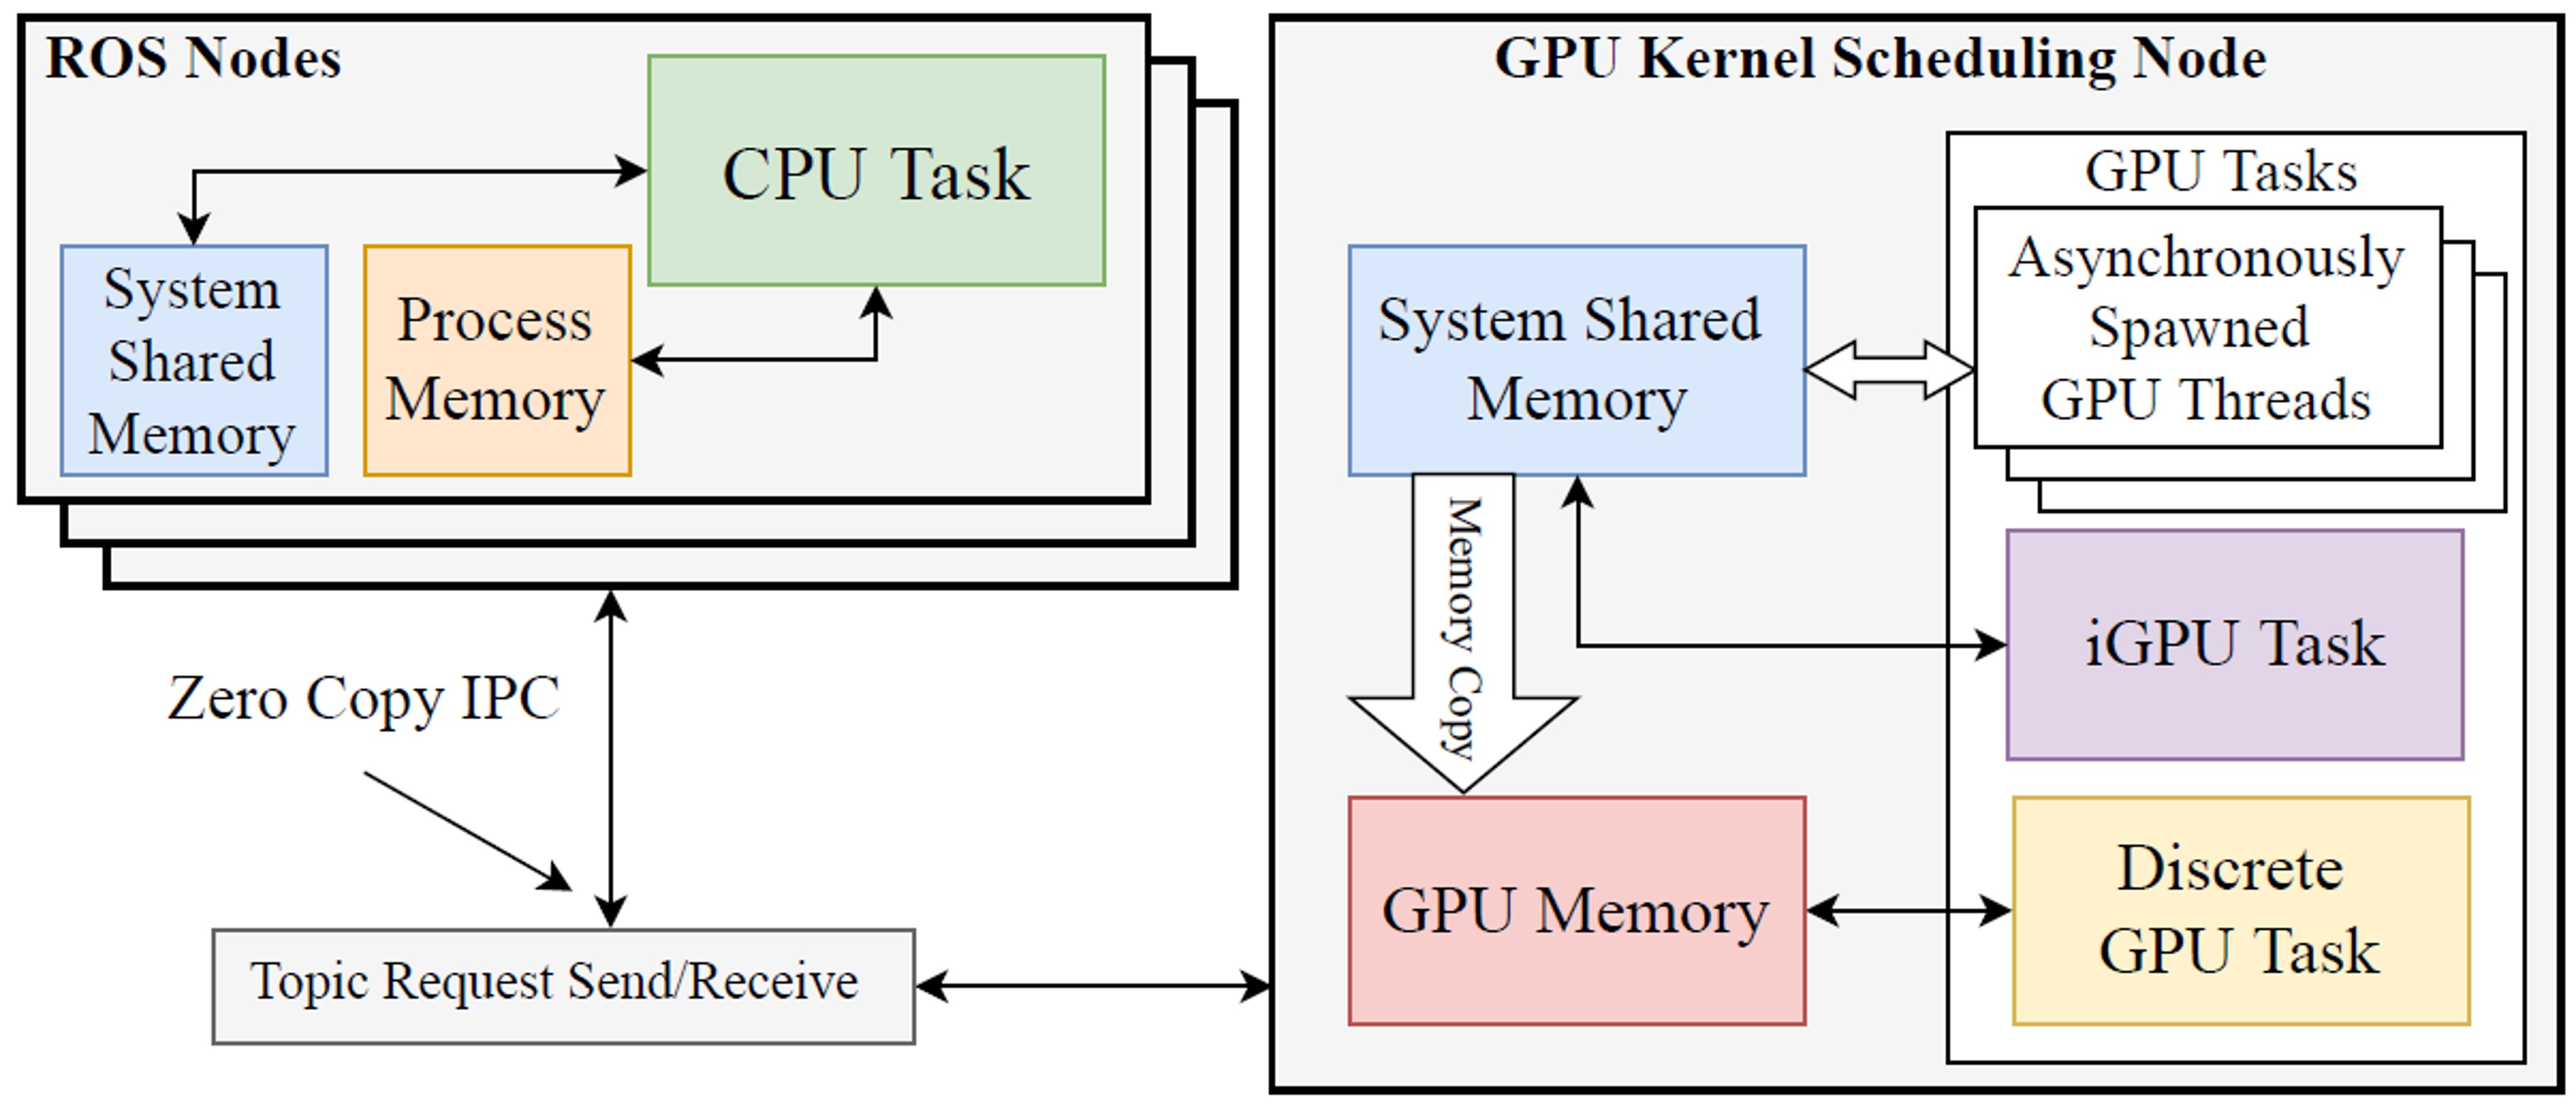 ROS Nodes
CPU Task
System
Shared
Memory
Process
Memory
Zero Copy IPC
Topic Request Send/Receive
GPU Kernel Scheduling Node
GPU Tasks
Asynchronously
Spawned
GPU Threads
System Shared
Memory
Memory Copy
iGPU Task
GPU Memory
Discrete
GPU Task